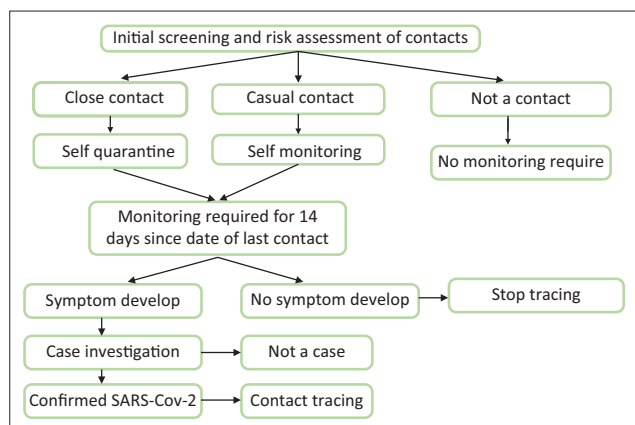 Initial screening and risk assessment of contacts
Close contact
Casual contact
Not a contact
Self quarantine
Self monitoring
No monitoring require
Monitoring required for 14
days since date of last contact
Symptom develop
No symptom develop
Stop tracing
Case investigation
Not a case
Confirmed SARS-Cov-2
Contact tracing